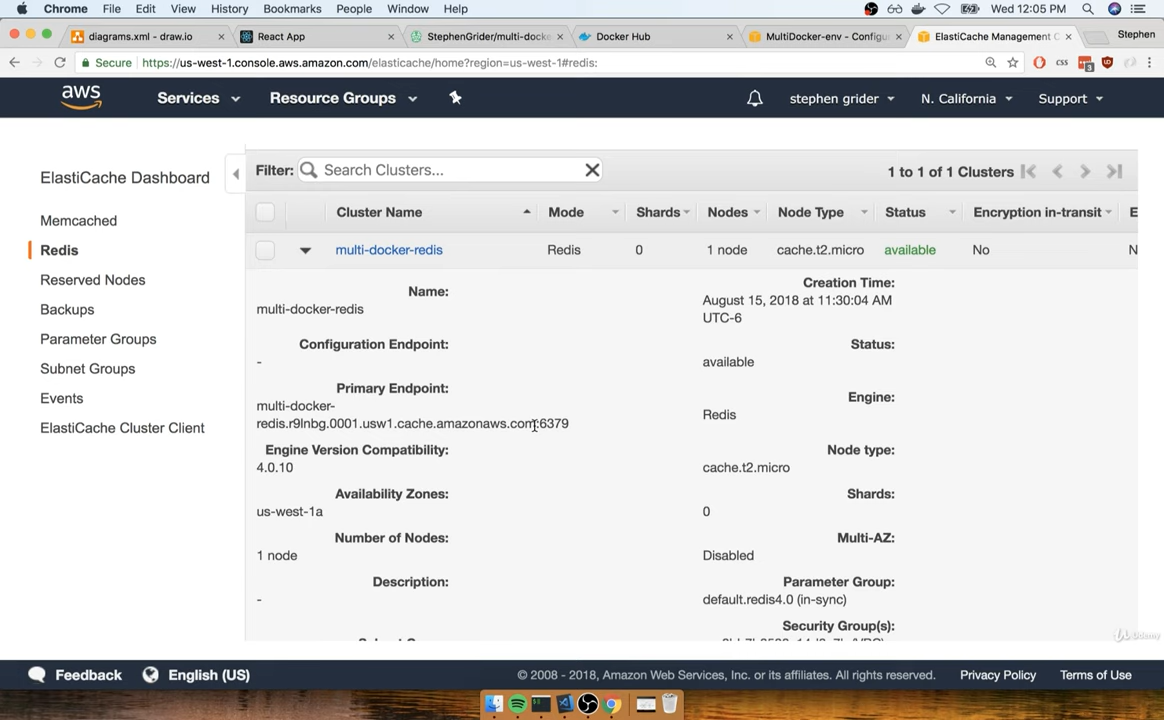 Chrome File Edit View History Bookmarks People Window Help Wed 12:05 PM
diagrams.xml - draw.io React App StephenGrider/multi-docke Docker Hub MultiDocker-env - Configu ElastiCache Management C Stephen
Secure https://us-west-1.console.aws.amazon.com/elasticache/home?region=us-west-1#redis: css 3
aws Services Resource Groups stephen grider N. California Support
ElastiCache Dashboard
Memcached
Redis
Reserved Nodes
Backups
Parameter Groups
Subnet Groups
Events
ElastiCache Cluster Client
Filter: Search Clusters... 1 to 1 of 1 Clusters
Cluster Name Mode Shards Nodes Node Type Status Encryption in-transit E
multi-docker-redis Redis 0 1 node cache.t2.micro available No N
Name:
multi-docker-redis
Configuration Endpoint:
-
Primary Endpoint:
multi-docker-
redis.r9lnbg.0001.usw1.cache.amazonaws.com:6379
Engine Version Compatibility:
4.0.10
Availability Zones:
us-west-1a
Number of Nodes:
1 node
Description:
-
Creation Time:
August 15, 2018 at 11:30:04 AM
UTC-6
Status:
available
Engine:
Redis
Node type:
cache.t2.micro
Shards:
0
Multi-AZ:
Disabled
Parameter Group:
default.redis4.0 (in-sync)
Security Group(s):
Udemy
Feedback English (US) © 2008 - 2018, Amazon Web Services, Inc. or its affiliates. All rights reserved. Privacy Policy Terms of Use